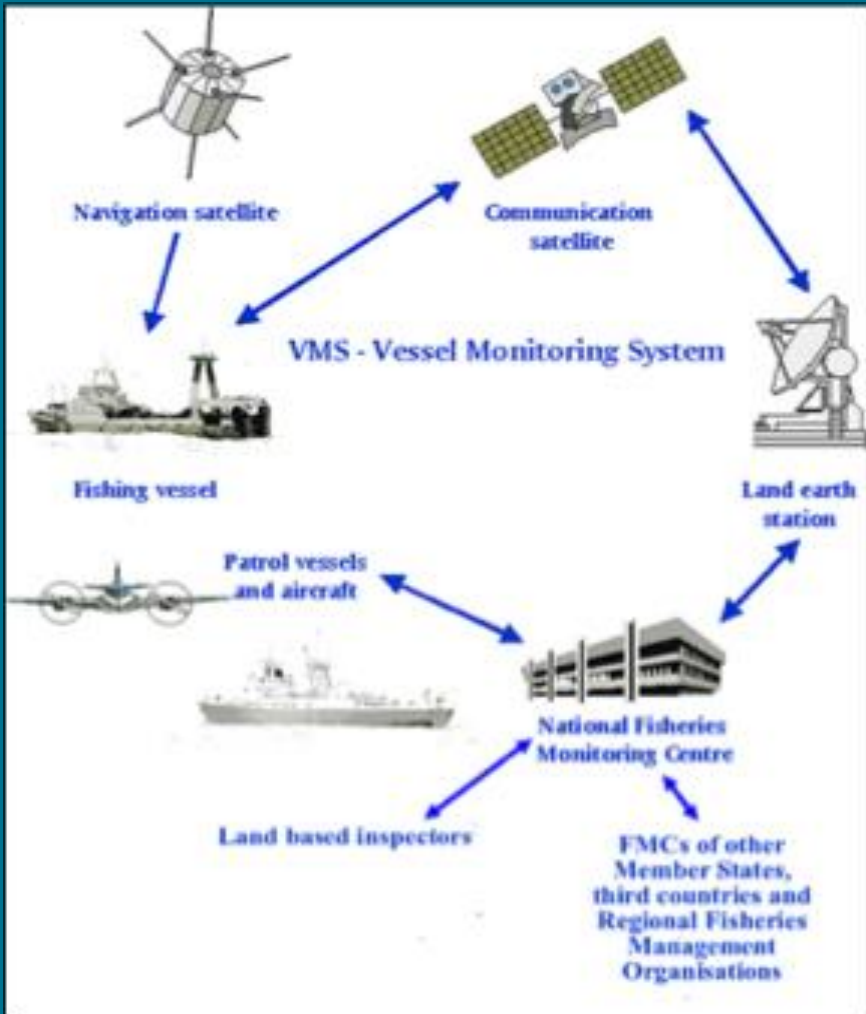 Navigation satellite
Communication
satellite
VMS - Vessel Monitoring System
Fishing vessel
Land earth
station
Patrol vessels
and aircraft
National Fisheries
Monitoring Centre
Land based inspectors
FMCs of other
Member States,
third countries and
Regional Fisheries
Management
Organisations